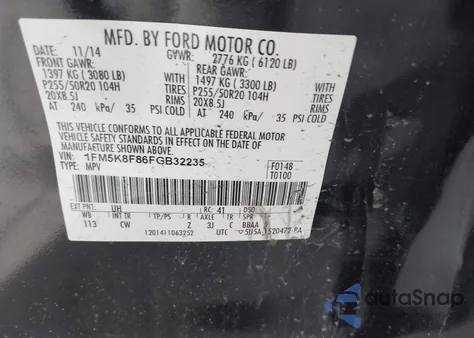 MFD. BY FORD MOTOR CO.
DATE: 11/14 GVWR: 2776 KG ( 6120 LB)
FRONT GAWR: REAR GAWR:
1397 KG ( 3080 LB) WITH 1497 KG ( 3300 LB) WITH
P255/50R20 104H TIRES P255/50R20 104H TIRES
20X8.5J RIMS 20X8.5J RIMS
AT 240 kPa/ 35 PSI COLD AT 240 kPa/ 35 PSI COLD
THIS VEHICLE CONFORMS TO ALL APPLICABLE FEDERAL MOTOR
VEHICLE SAFETY STANDARDS IN EFFECT ON THE DATE OF
MANUFACTURE SHOWN ABOVE.
VIN: 1FM5K8F86FGB32235 F0148
TYPE: MPV T0100
EXT PNT: UH RC: 41 DSO:
WB INT TR TP/PS R AXLE TR SPR
113 CW Z 3J C BBAA
1201411063252 UTC
autoSnap